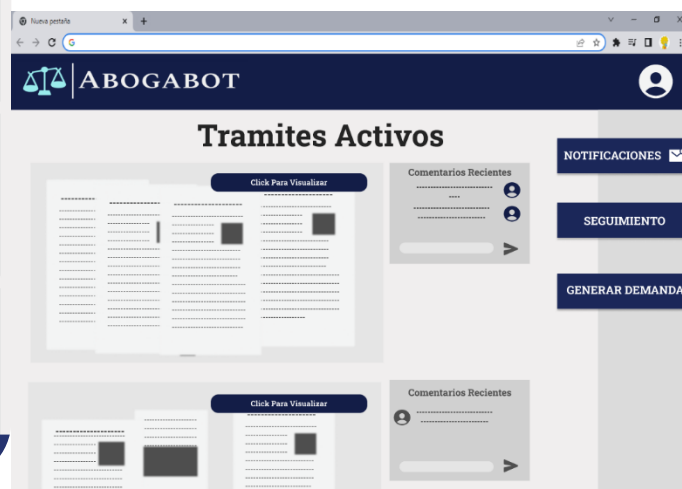 Nueva pestaña
ABOGABOT
Tramites Activos
NOTIFICACIONES
Click Para Visualizar
Comentarios Recientes
SEGUIMIENTO
GENERAR DEMANDA
Click Para Visualizar
Comentarios Recientes